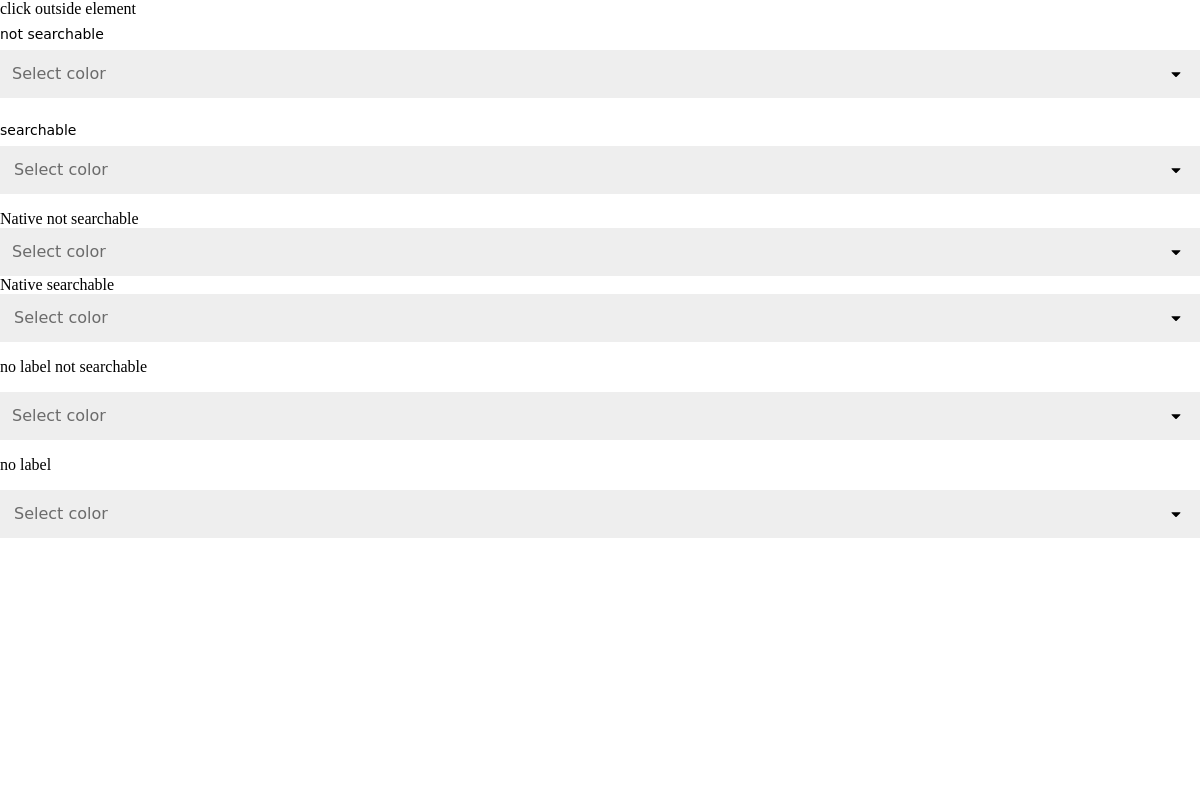 click outside element
not searchable
Select color
searchable
Select color
Native not searchable
Select color
Native searchable
Select color
no label not searchable
Select color
no label
Select color